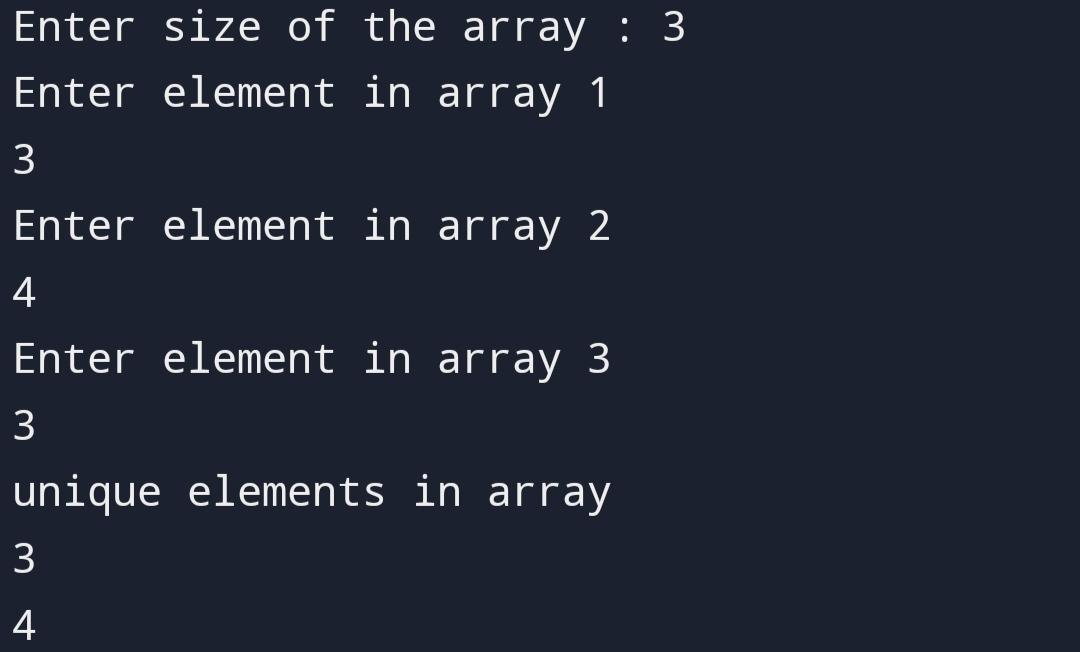 Enter size of the array : 3
Enter element in array 1
3
Enter element in array 2
4
Enter element in array 3
3
unique elements in array
3
4